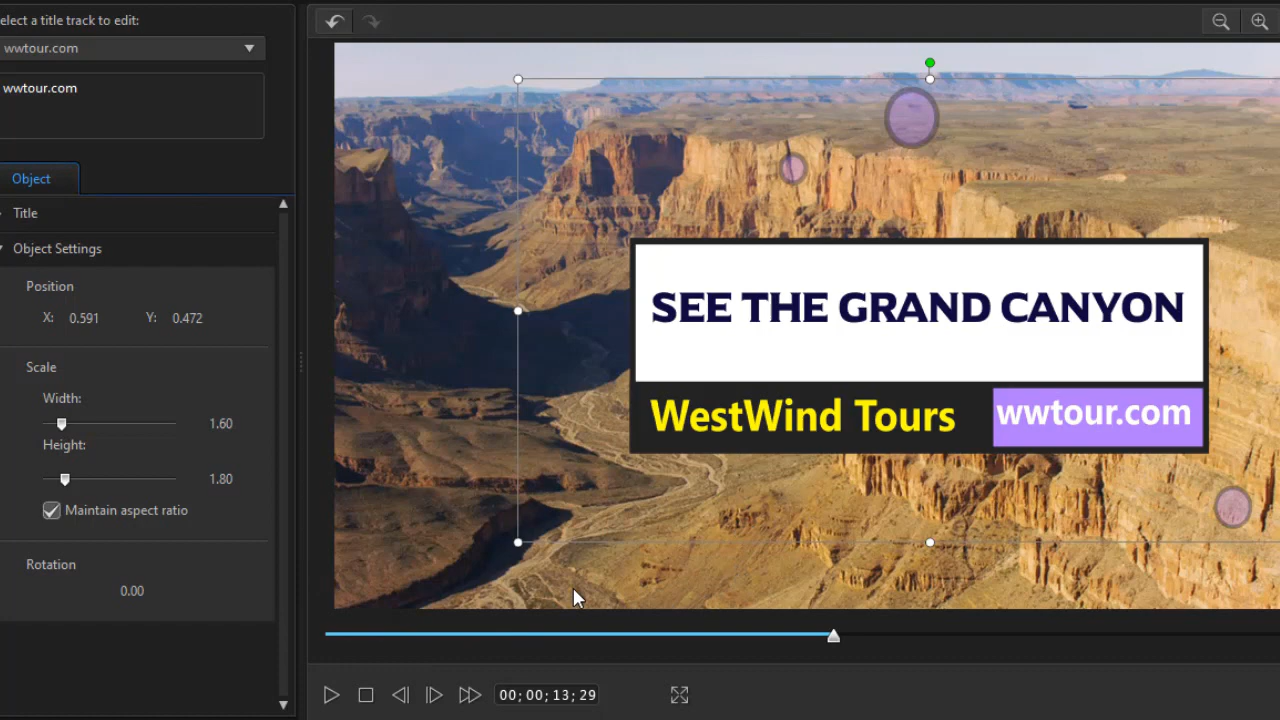 elect a title track to edit:
wwtour.com
wwtour.com
Object
Title
Object Settings
Position
X: 0.591 Y: 0.472
Scale
Width:
1.60
Height:
1.80
Maintain aspect ratio
Rotation
0.00
SEE THE GRAND CANYON
WestWind Tours wwtour.com
00;00;13;29